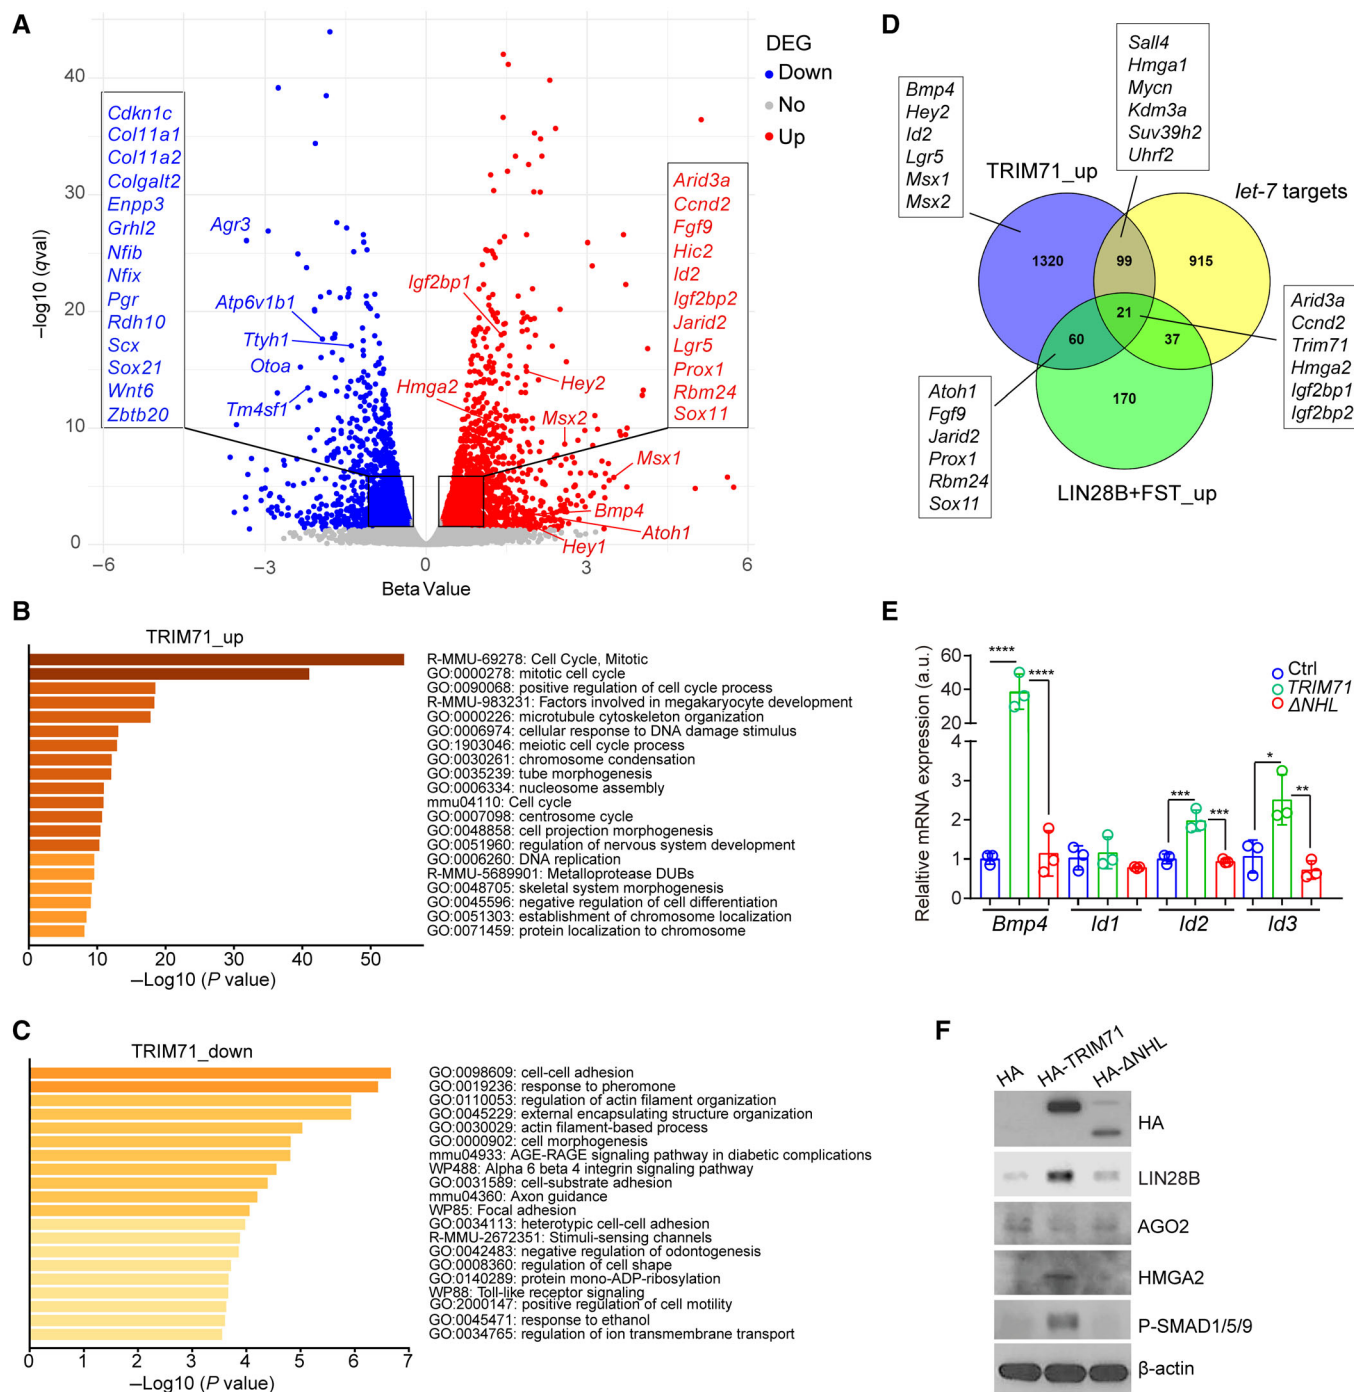 A
−log10 (qval)
40
30
20
10
0
−6
−3
0
3
6
Beta Value
DEG
Down
No
Up
Cdkn1c
Col11a1
Col11a2
Colgalt2
Enpp3
Grhl2
Nfib
Nfix
Pgr
Rdh10
Scx
Sox21
Wnt6
Zbtb20
Agr3
Atp6v1b1
Ttyh1
Otoa
Tm4sf1
Igf2bp1
Hmga2
Hey2
Msx2
Msx1
Bmp4
Atoh1
Hey1
Arid3a
Ccnd2
Fgf9
Hic2
Id2
Igf2bp2
Jarid2
Lgr5
Prox1
Rbm24
Sox11
B
TRIM71_up
R-MMU-69278: Cell Cycle, Mitotic
GO:0000278: mitotic cell cycle
GO:0090068: positive regulation of cell cycle process
R-MMU-983231: Factors involved in megakaryocyte development
GO:0000226: microtubule cytoskeleton organization
GO:0006974: cellular response to DNA damage stimulus
GO:1903046: meiotic cell cycle process
GO:0030261: chromosome condensation
GO:0035239: tube morphogenesis
GO:0006334: nucleosome assembly
mmu04110: Cell cycle
GO:0007098: centrosome cycle
GO:0048858: cell projection morphogenesis
GO:0051960: regulation of nervous system development
GO:0006260: DNA replication
R-MMU-5689901: Metalloprotease DUBs
GO:0048705: skeletal system morphogenesis
GO:0045596: negative regulation of cell differentiation
GO:0051303: establishment of chromosome localization
GO:0071459: protein localization to chromosome
0 10 20 30 40 50
—Log10 (P value)
C
TRIM71_down
GO:0098609: cell-cell adhesion
GO:0019236: response to pheromone
GO:0110053: regulation of actin filament organization
GO:0045229: external encapsulating structure organization
GO:0030029: actin filament-based process
GO:0000902: cell morphogenesis
mmu04933: AGE-RAGE signaling pathway in diabetic complications
WP488: Alpha 6 beta 4 integrin signaling pathway
GO:0031589: cell-substrate adhesion
mmu04360: Axon guidance
WP85: Focal adhesion
GO:0034113: heterotypic cell-cell adhesion
R-MMU-2672351: Stimuli-sensing channels
GO:0042483: negative regulation of odontogenesis
GO:0008360: regulation of cell shape
GO:0140289: protein mono-ADP-ribosylation
WP88: Toll-like receptor signaling
GO:2000147: positive regulation of cell motility
GO:0045471: response to ethanol
GO:0034765: regulation of ion transmembrane transport
0 1 2 3 4 5 6 7
—Log10 (P value)
D
Bmp4
Hey2
Id2
Lgr5
Msx1
Msx2
Sall4
Hmga1
Mycn
Kdm3a
Suv39h2
Uhrf2
TRIM71_up
let-7 targets
1320
99
915
21
60
37
170
Arid3a
Ccnd2
Trim71
Hmga2
Igf2bp1
Igf2bp2
Atoh1
Fgf9
Jarid2
Prox1
Rbm24
Sox11
LIN28B+FST_up
E
Relaltive mRNA expression (a.u.)
60
40
20
4
3
2
1
0
****
****
***
***
*
**
Ctrl
TRIM71
ΔNHL
Bmp4 Id1 Id2 Id3
F
HA HA-TRIM71 HA-ΔNHL
HA
LIN28B
AGO2
HMGA2
P-SMAD1/5/9
β-actin